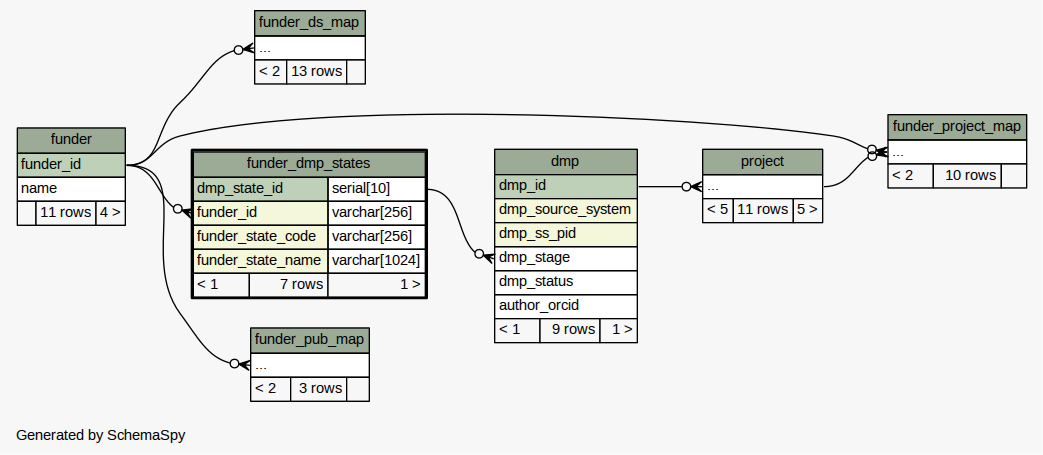 funder_ds_map
...
< 2 13 rows
funder
funder_id
name
11 rows 4 >
funder_dmp_states
dmp_state_id serial[10]
funder_id varchar[256]
funder_state_code varchar[256]
funder_state_name varchar[1024]
< 1 7 rows 1 >
dmp
dmp_id
dmp_source_system
dmp_ss_pid
dmp_stage
dmp_status
author_orcid
< 1 9 rows 1 >
project
...
< 5 11 rows 5 >
funder_project_map
...
< 2 10 rows
funder_pub_map
...
< 2 3 rows
Generated by SchemaSpy